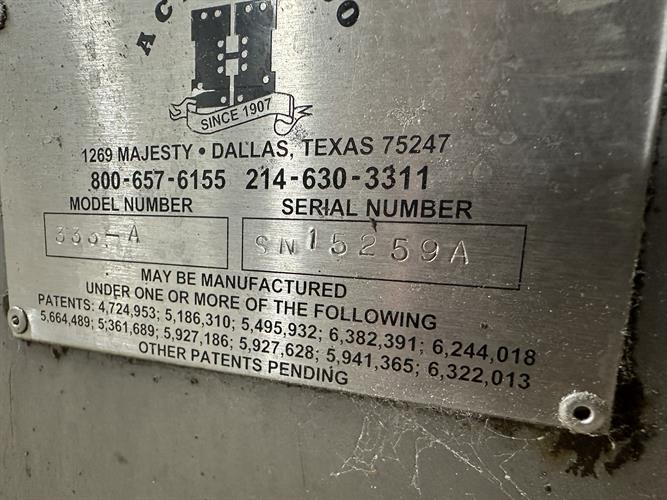 AC O
H
SINCE 1907
1269 MAJESTY • DALLAS, TEXAS 75247
800-657-6155 214-630-3311
MODEL NUMBER SERIAL NUMBER
SN15259A
MAY BE MANUFACTURED
UNDER ONE OR MORE OF THE FOLLOWING
PATENTS: 4,724,953; 5,186,310; 5,495,932; 6,382,391; 6,244,018
5,664,489; 5,361,689; 5,927,186; 5,927,628; 5,941,365; 6,322,013
OTHER PATENTS PENDING